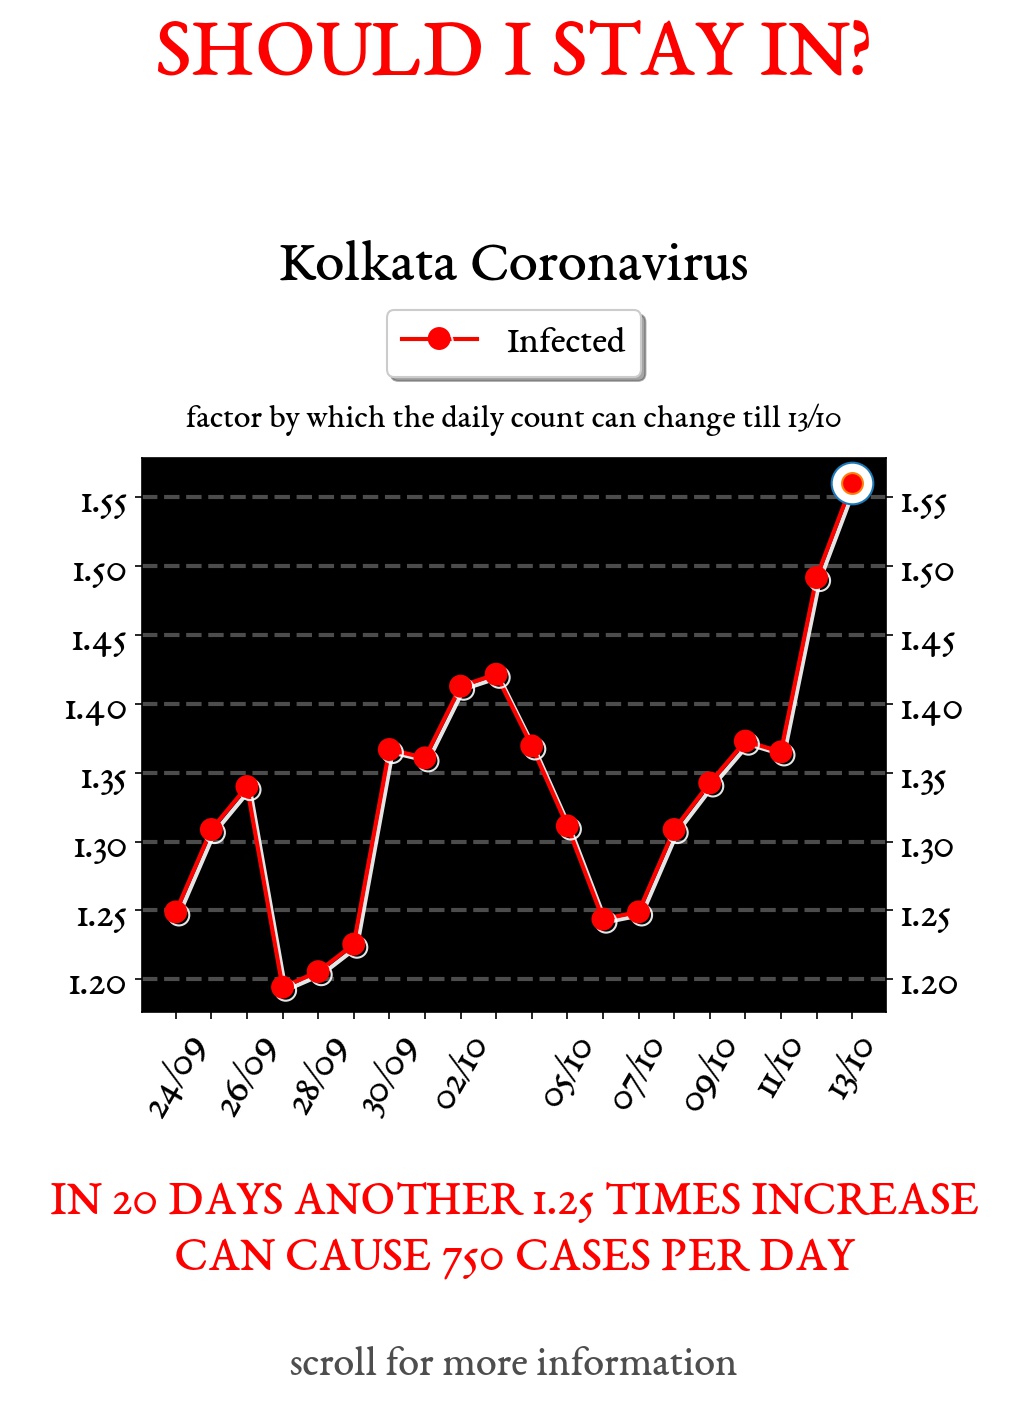 SHOULD I STAY IN?
Kolkata Coronavirus
Infected
factor by which the daily count can change till 13/10
1.55 1.55
1.50 1.50
1.45 1.45
1.40 1.40
1.35 1.35
1.30 1.30
1.25 1.25
1.20 1.20
24/09 26/09 28/09 30/09 02/10 05/10 07/10 09/10 11/10 13/10
IN 20 DAYS ANOTHER 1.25 TIMES INCREASE
CAN CAUSE 750 CASES PER DAY
scroll for more information